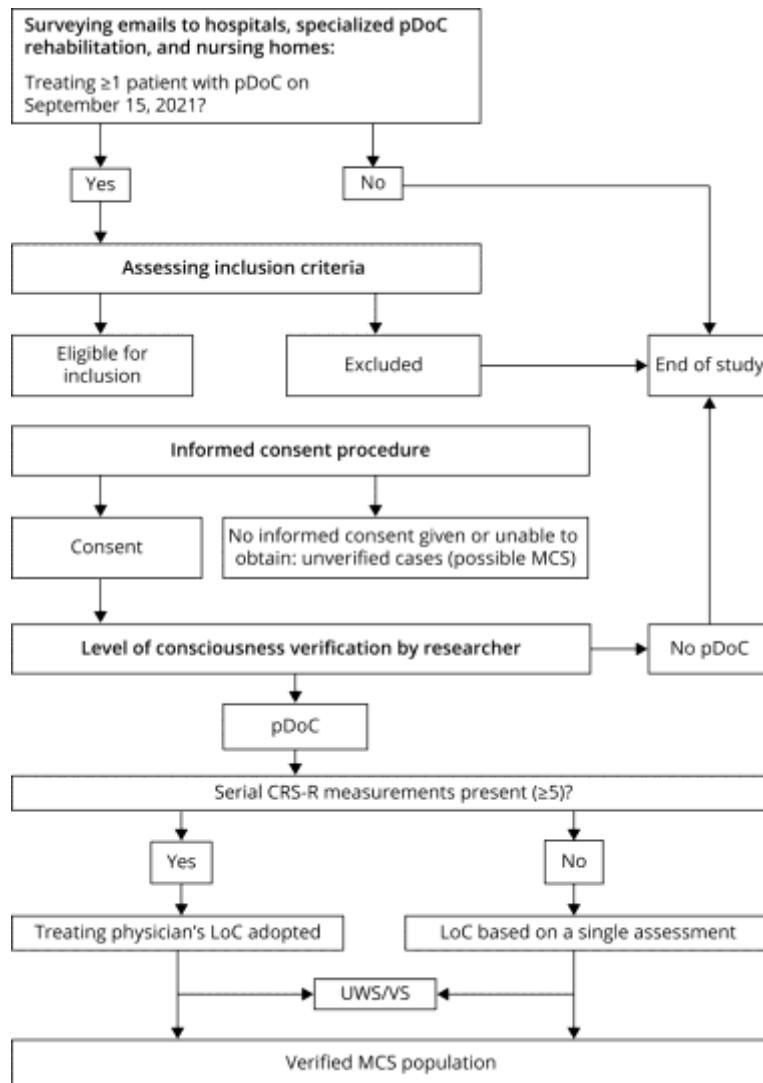 Surveying emails to hospitals, specialized pDoC
rehabilitation, and nursing homes:
Treating ≥1 patient with pDoC on
September 15, 2021?
Yes
No
Assessing inclusion criteria
Eligible for
inclusion
Excluded
End of study
Informed consent procedure
Consent
No informed consent given or unable to
obtain: unverified cases (possible MCS)
Level of consciousness verification by researcher
No pDoC
pDoC
Serial CRS-R measurements present (≥5)?
Yes
No
Treating physician's LoC adopted
LoC based on a single assessment
UWS/VS
Verified MCS population